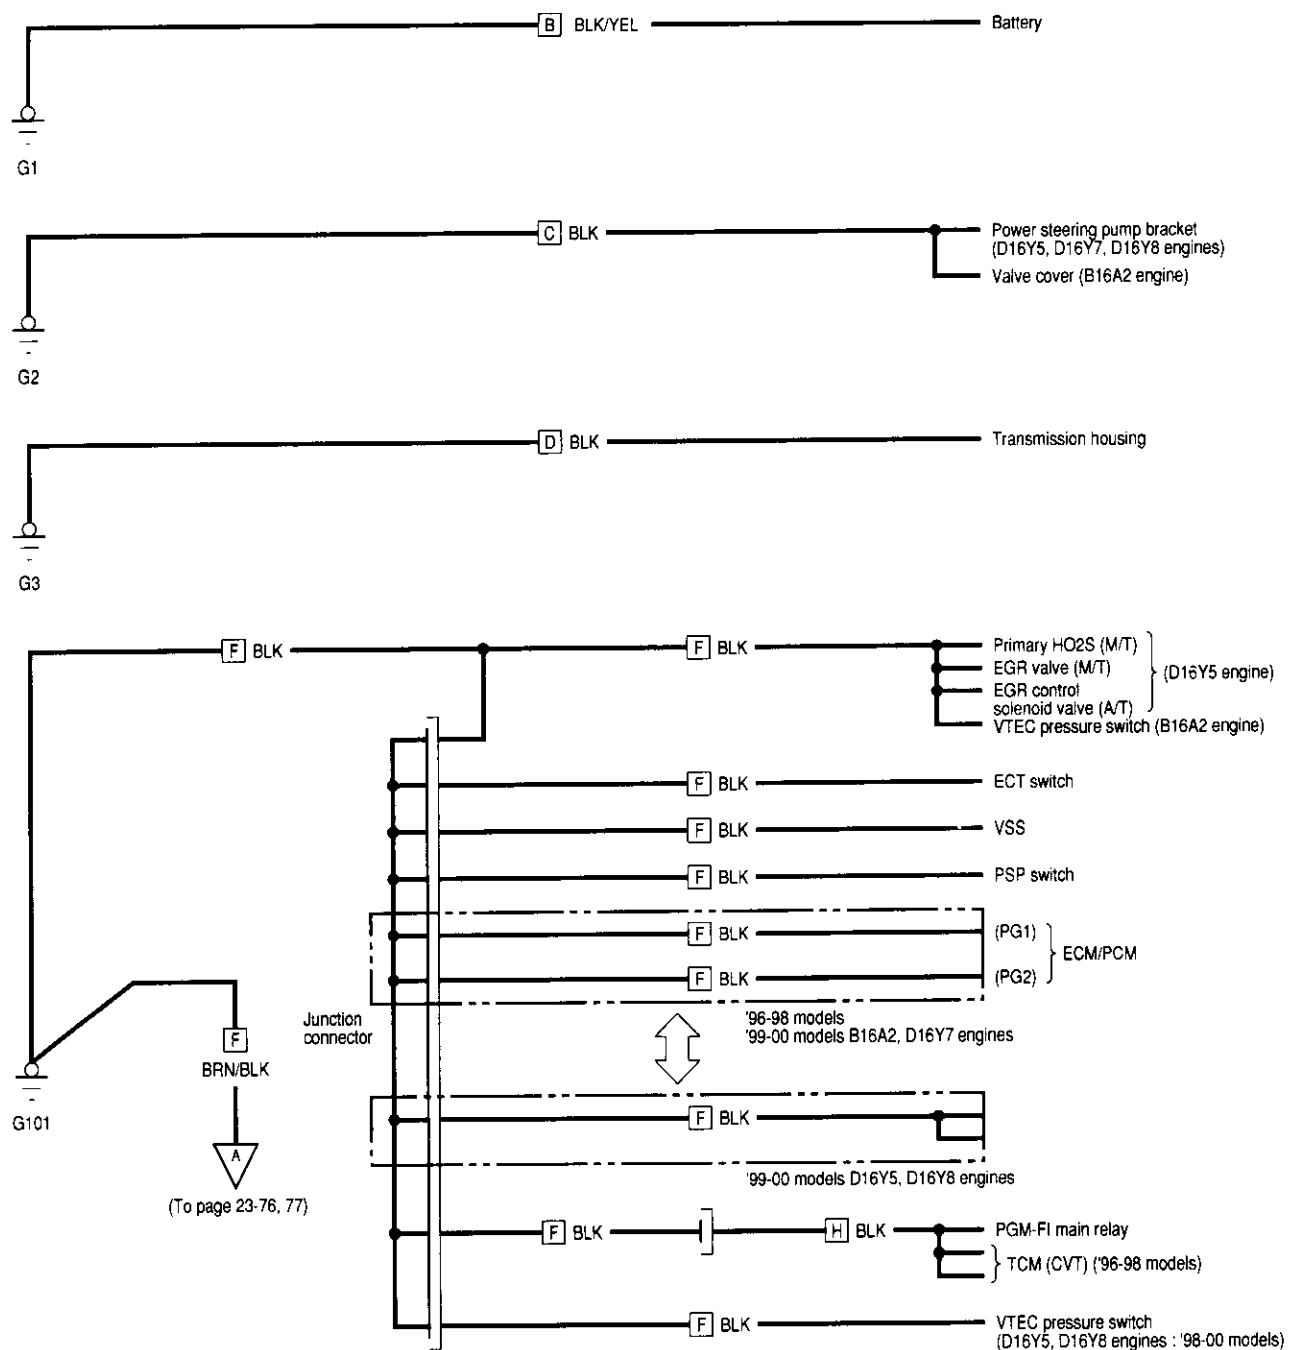 B BLK/YEL Battery
G1
C BLK Power steering pump bracket
(D16Y5, D16Y7, D16Y8 engines)
Valve cover (B16A2 engine)
G2
D BLK Transmission housing
G3
F BLK F BLK Primary HO2S (M/T)
EGR valve (M/T)
(D16Y5 engine)
EGR control
solenoid valve (A/T)
VTEC pressure switch (B16A2 engine)
F BLK ECT switch
F BLK VSS
F BLK PSP switch
F BLK (PG1)
ECM/PCM
F BLK (PG2)
Junction
connector
'96-98 models
'99-00 models B16A2, D16Y7 engines
F
BRN/BLK
G101
A
(To page 23-76, 77)
F BLK
'99-00 models D16Y5, D16Y8 engines
F BLK H BLK PGM-FI main relay
TCM (CVT) ('96-98 models)
F BLK VTEC pressure switch
(D16Y5, D16Y8 engines : '98-00 models)